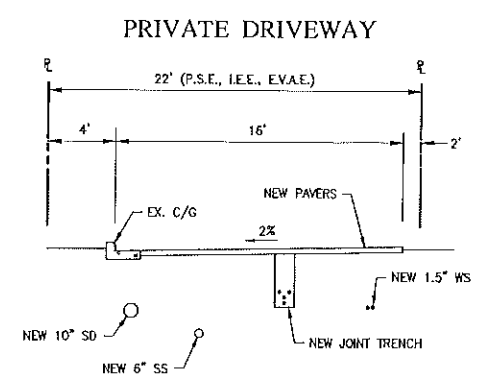 PRIVATE DRIVEWAY
℄ ℄
22' (P.S.E., I.E.E., E.V.A.E.)
4' 16' 2'
EX. C/G
NEW PAVERS
2%
NEW 1.5" WS
NEW 10" SD
NEW JOINT TRENCH
NEW 6" SS